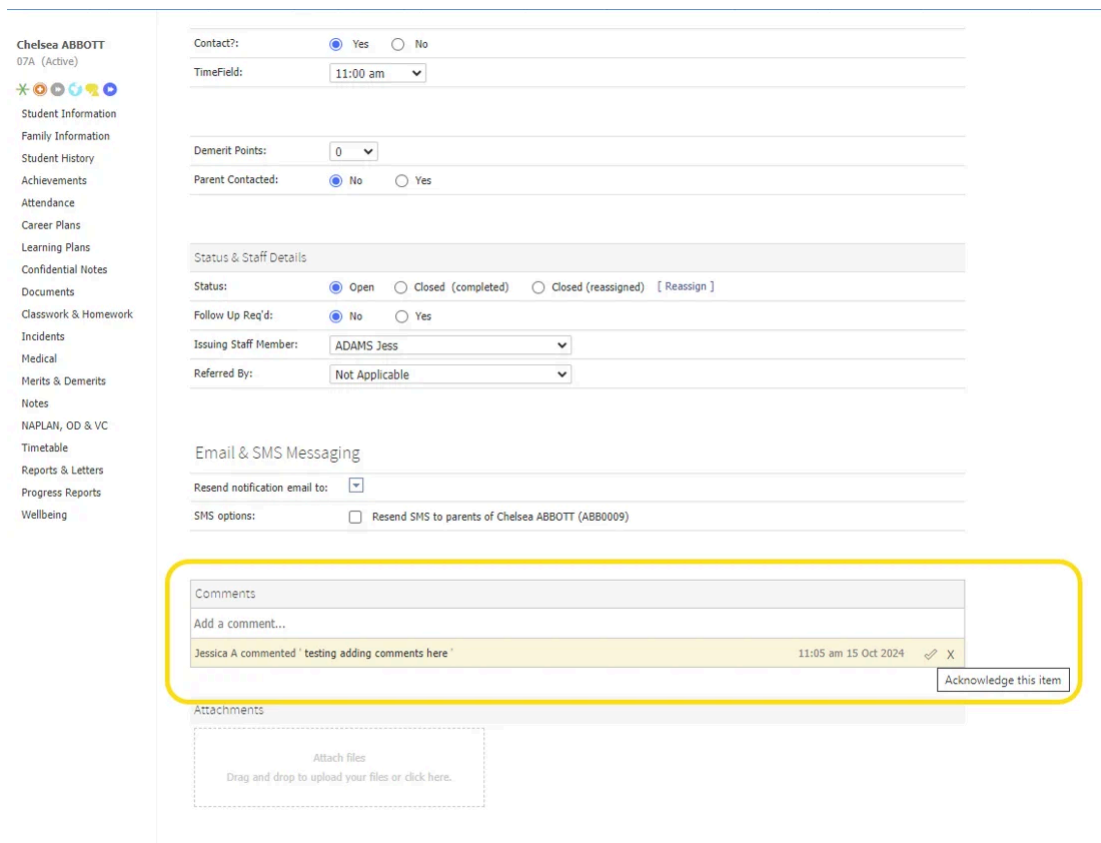 Chelsea ABBOTT
07A (Active)
Student Information
Family Information
Student History
Achievements
Attendance
Career Plans
Learning Plans
Confidential Notes
Documents
Classwork & Homework
Incidents
Medical
Merits & Demerits
Notes
NAPLAN, OD & VC
Timetable
Reports & Letters
Progress Reports
Wellbeing
Contact?: Yes No
TimeField: 11:00 am
Demerit Points: 0
Parent Contacted: No Yes
Status & Staff Details
Status: Open Closed (completed) Closed (reassigned) [ Reassign ]
Follow Up Req'd: No Yes
Issuing Staff Member: ADAMS Jess
Referred By: Not Applicable
Email & SMS Messaging
Resend notification email to:
SMS options: Resend SMS to parents of Chelsea ABBOTT (ABB0009)
Comments
Add a comment...
Jessica A commented ' testing adding comments here ' 11:05 am 15 Oct 2024 X
Acknowledge this item
Attachments
Attach files
Drag and drop to upload your files or click here.